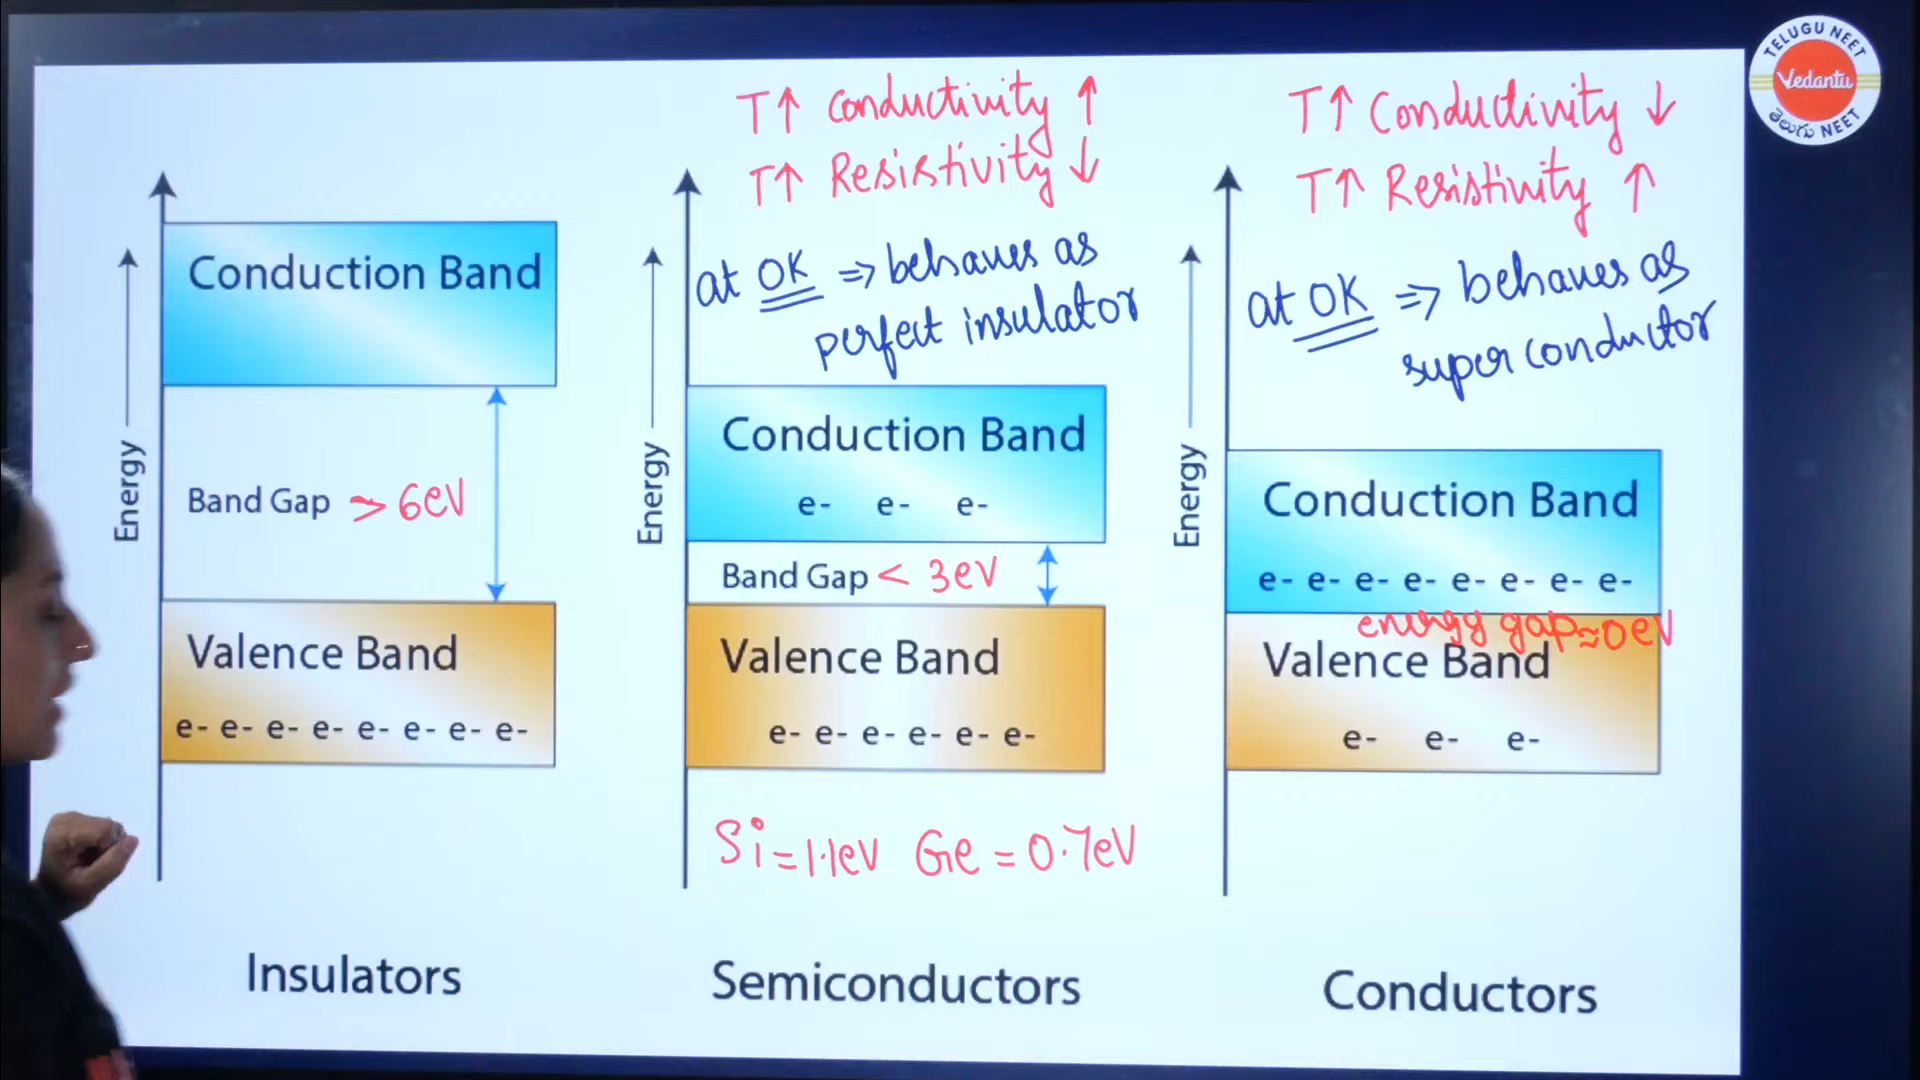 TELUGU NEET
Vedantu
తెలుగు NEET
T↑ Conductivity ↑
T↑ Resistivity ↓
at 0K ⇒ behaves as
perfect insulator
T↑ Conductivity ↓
T↑ Resistivity ↑
at 0K ⇒ behaves as
super conductor
Energy
Conduction Band
Band Gap > 6eV
Valence Band
e- e- e- e- e- e- e- e-
Insulators
Energy
Conduction Band
e- e- e-
Band Gap < 3eV
Valence Band
e- e- e- e- e- e-
Si = 1.1eV Ge = 0.7eV
Semiconductors
Energy
Conduction Band
e- e- e- e- e- e- e- e-
energy gap ≈ 0eV
Valence Band
e- e- e-
Conductors